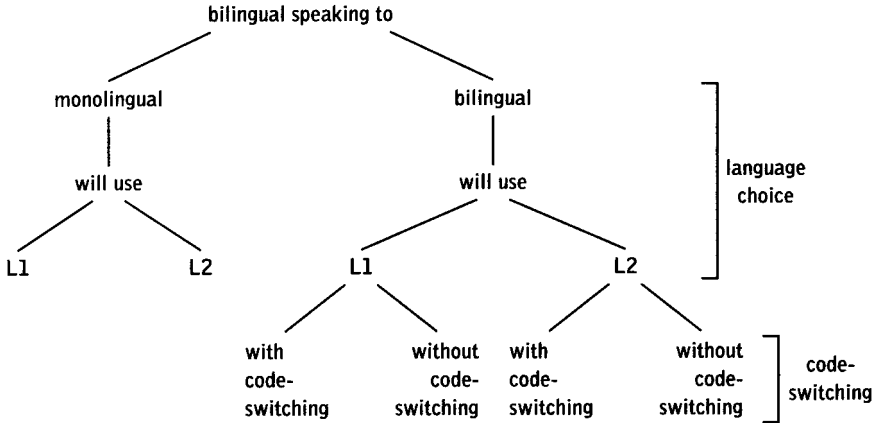 bilingual speaking to
monolingual
bilingual
will use
will use
language
choice
L1
L2
L1
L2
with
code-
switching
without
code-
switching
with
code-
switching
without
code-
switching
code-
switching